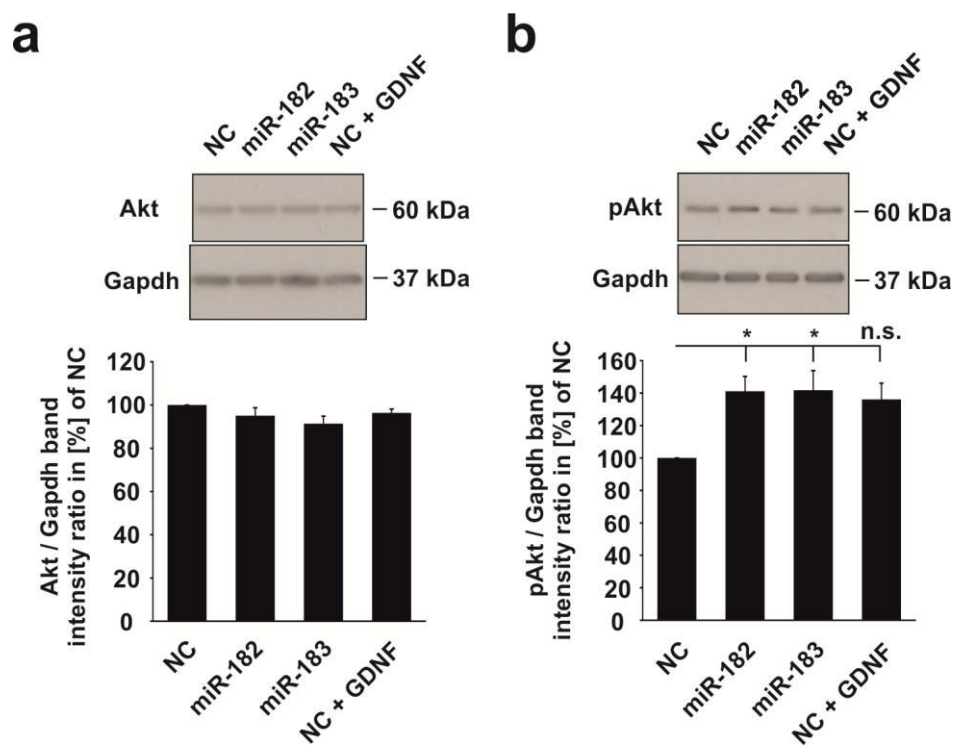 a
NC
miR-182
miR-183
NC + GDNF
Akt
60 kDa
Gapdh
37 kDa
120
100
80
60
40
20
0
Akt / Gapdh band
intensity ratio in [%] of NC
NC
miR-182
miR-183
NC + GDNF
b
NC
miR-182
miR-183
NC + GDNF
pAkt
60 kDa
Gapdh
37 kDa
* * n.s.
160
140
120
100
80
60
40
20
0
pAkt / Gapdh band
intensity ratio in [%] of NC
NC
miR-182
miR-183
NC + GDNF